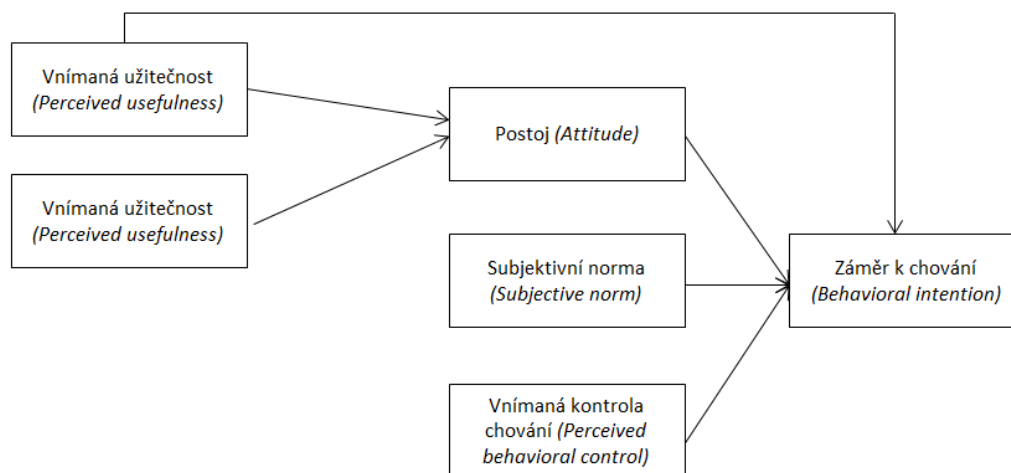 Vnímaná užitečnost
(Perceived usefulness)
Postoj (Attitude)
Vnímaná užitečnost
(Perceived usefulness)
Subjektivní norma
(Subjective norm)
Záměr k chování
(Behavioral intention)
Vnímaná kontrola
chování (Perceived
behavioral control)